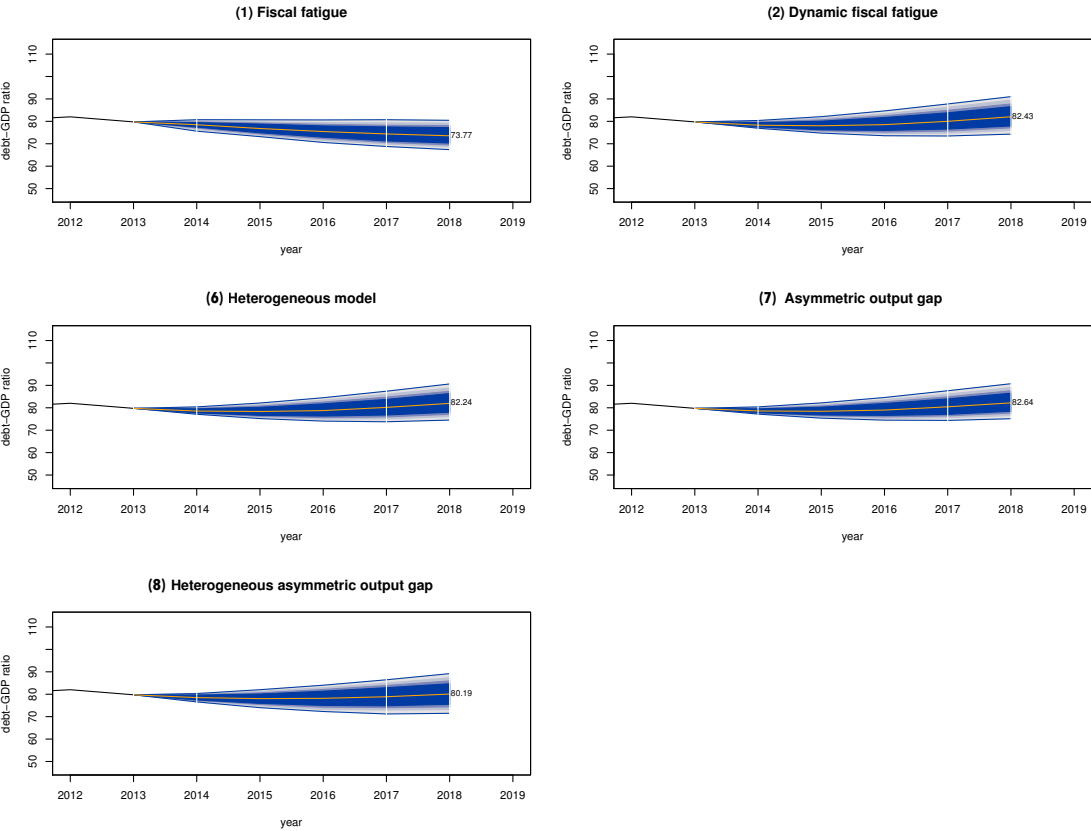 (1) Fiscal fatigue
debt−GDP ratio
110
90
80
70
60
50
73.77
2012 2013 2014 2015 2016 2017 2018 2019
year
(2) Dynamic fiscal fatigue
debt−GDP ratio
110
90
80
70
60
50
82.43
2012 2013 2014 2015 2016 2017 2018 2019
year
(6) Heterogeneous model
debt−GDP ratio
110
90
80
70
60
50
82.24
2012 2013 2014 2015 2016 2017 2018 2019
year
(7) Asymmetric output gap
debt−GDP ratio
110
90
80
70
60
50
82.64
2012 2013 2014 2015 2016 2017 2018 2019
year
(8) Heterogeneous asymmetric output gap
debt−GDP ratio
110
90
80
70
60
50
80.19
2012 2013 2014 2015 2016 2017 2018 2019
year